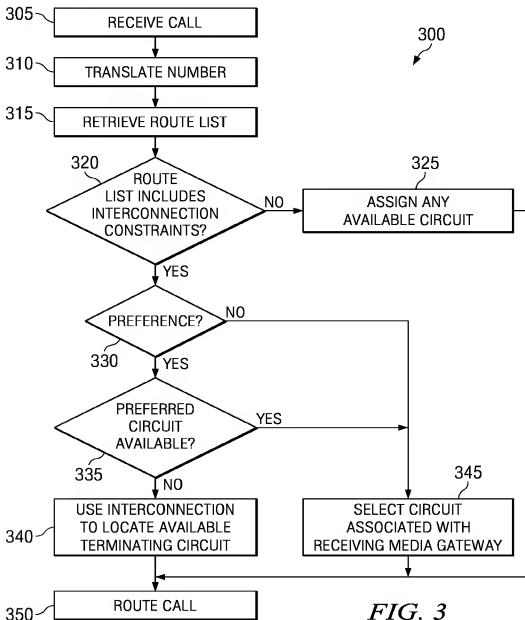 305
RECEIVE CALL
300
310
TRANSLATE NUMBER
315
RETRIEVE ROUTE LIST
320
ROUTE
LIST INCLUDES
INTERCONNECTION
CONSTRAINTS?
NO
325
ASSIGN ANY
AVAILABLE CIRCUIT
YES
PREFERENCE?
NO
330
YES
PREFERRED
CIRCUIT
AVAILABLE?
YES
335
NO
340
USE INTERCONNECTION
TO LOCATE AVAILABLE
TERMINATING CIRCUIT
345
SELECT CIRCUIT
ASSOCIATED WITH
RECEIVING MEDIA GATEWAY
350
ROUTE CALL
FIG. 3